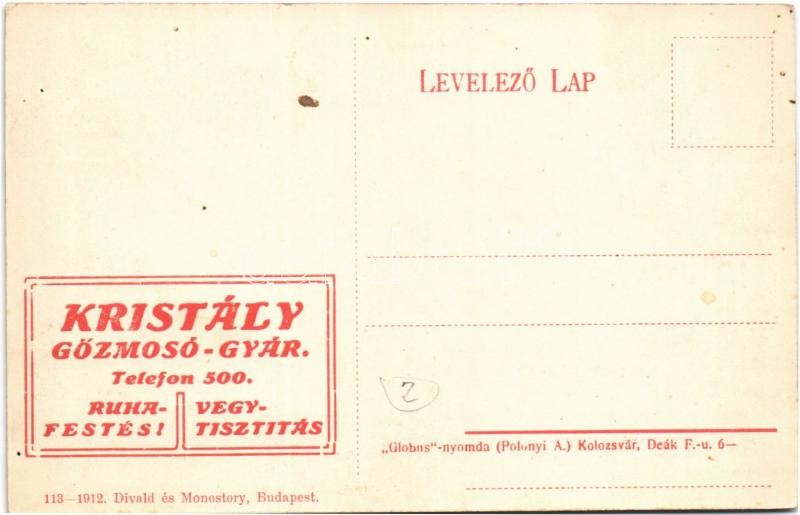 LEVELEZŐ LAP
KRISTÁLY
GŐZMOSÓ-GYÁR.
Telefon 500.
RUHA-
FESTÉS!
VEGY-
TISZTITÁS
2
„Globus"-nyomda (Polonyi A.) Kolozsvár, Deák F.-u. 6—
113—1912. Divald és Monostory, Budapest.